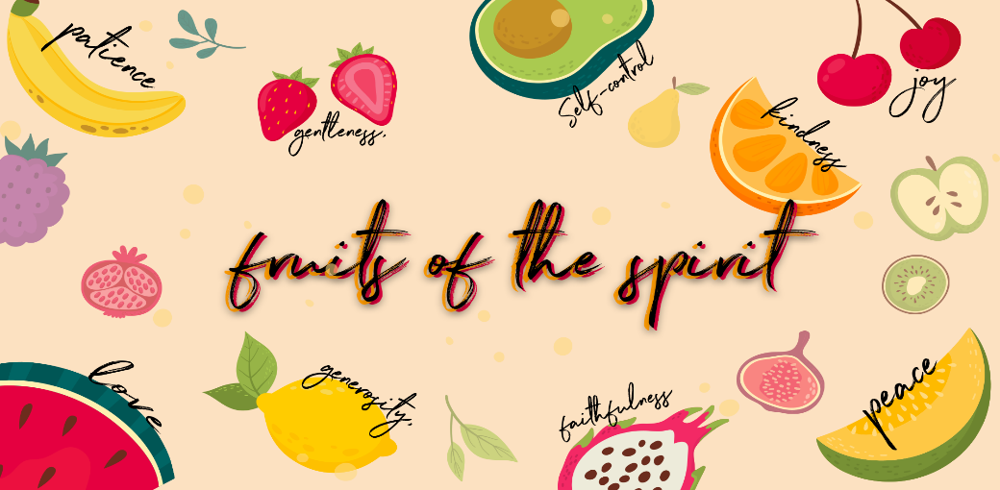 patience
gentleness.
Self-control
kindness
joy
fruits of the spirit
love
generosity.
faithfulness
peace